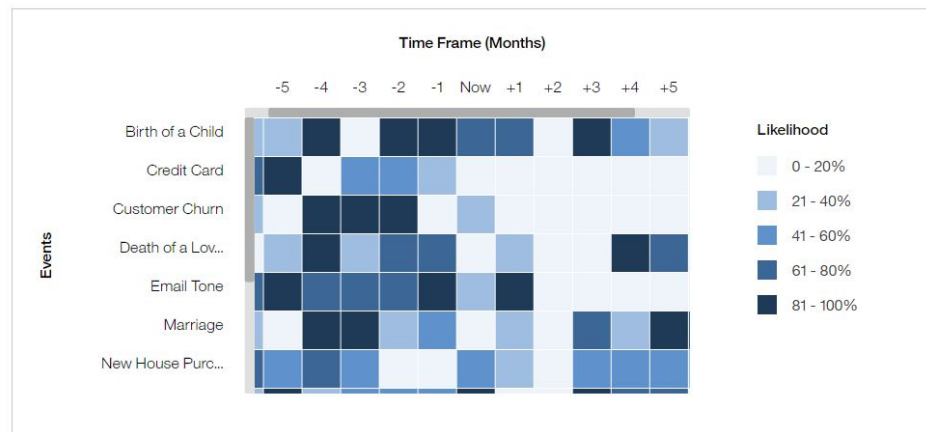 Time Frame (Months)
-5 -4 -3 -2 -1 Now +1 +2 +3 +4 +5
Events
Birth of a Child
Credit Card
Customer Churn
Death of a Lov...
Email Tone
Marriage
New House Purc...
Likelihood
0 - 20%
21 - 40%
41 - 60%
61 - 80%
81 - 100%